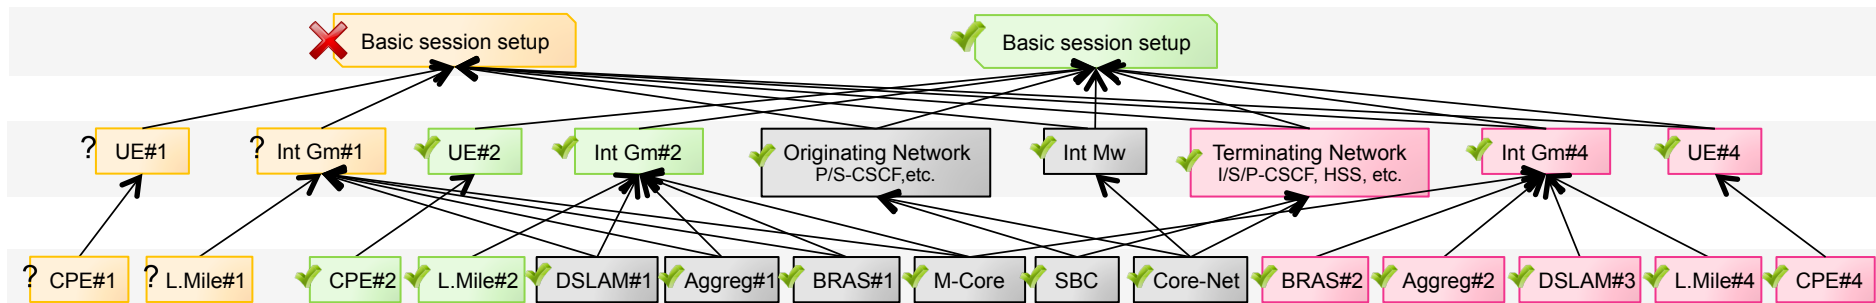 Basic session setup
Basic session setup
? UE#1
? Int Gm#1
UE#2
Int Gm#2
Originating Network
P/S-CSCF,etc.
Int Mw
Terminating Network
I/S/P-CSCF, HSS, etc.
Int Gm#4
UE#4
? CPE#1
? L.Mile#1
CPE#2
L.Mile#2
DSLAM#1
Aggreg#1
BRAS#1
M-Core
SBC
Core-Net
BRAS#2
Aggreg#2
DSLAM#3
L.Mile#4
CPE#4